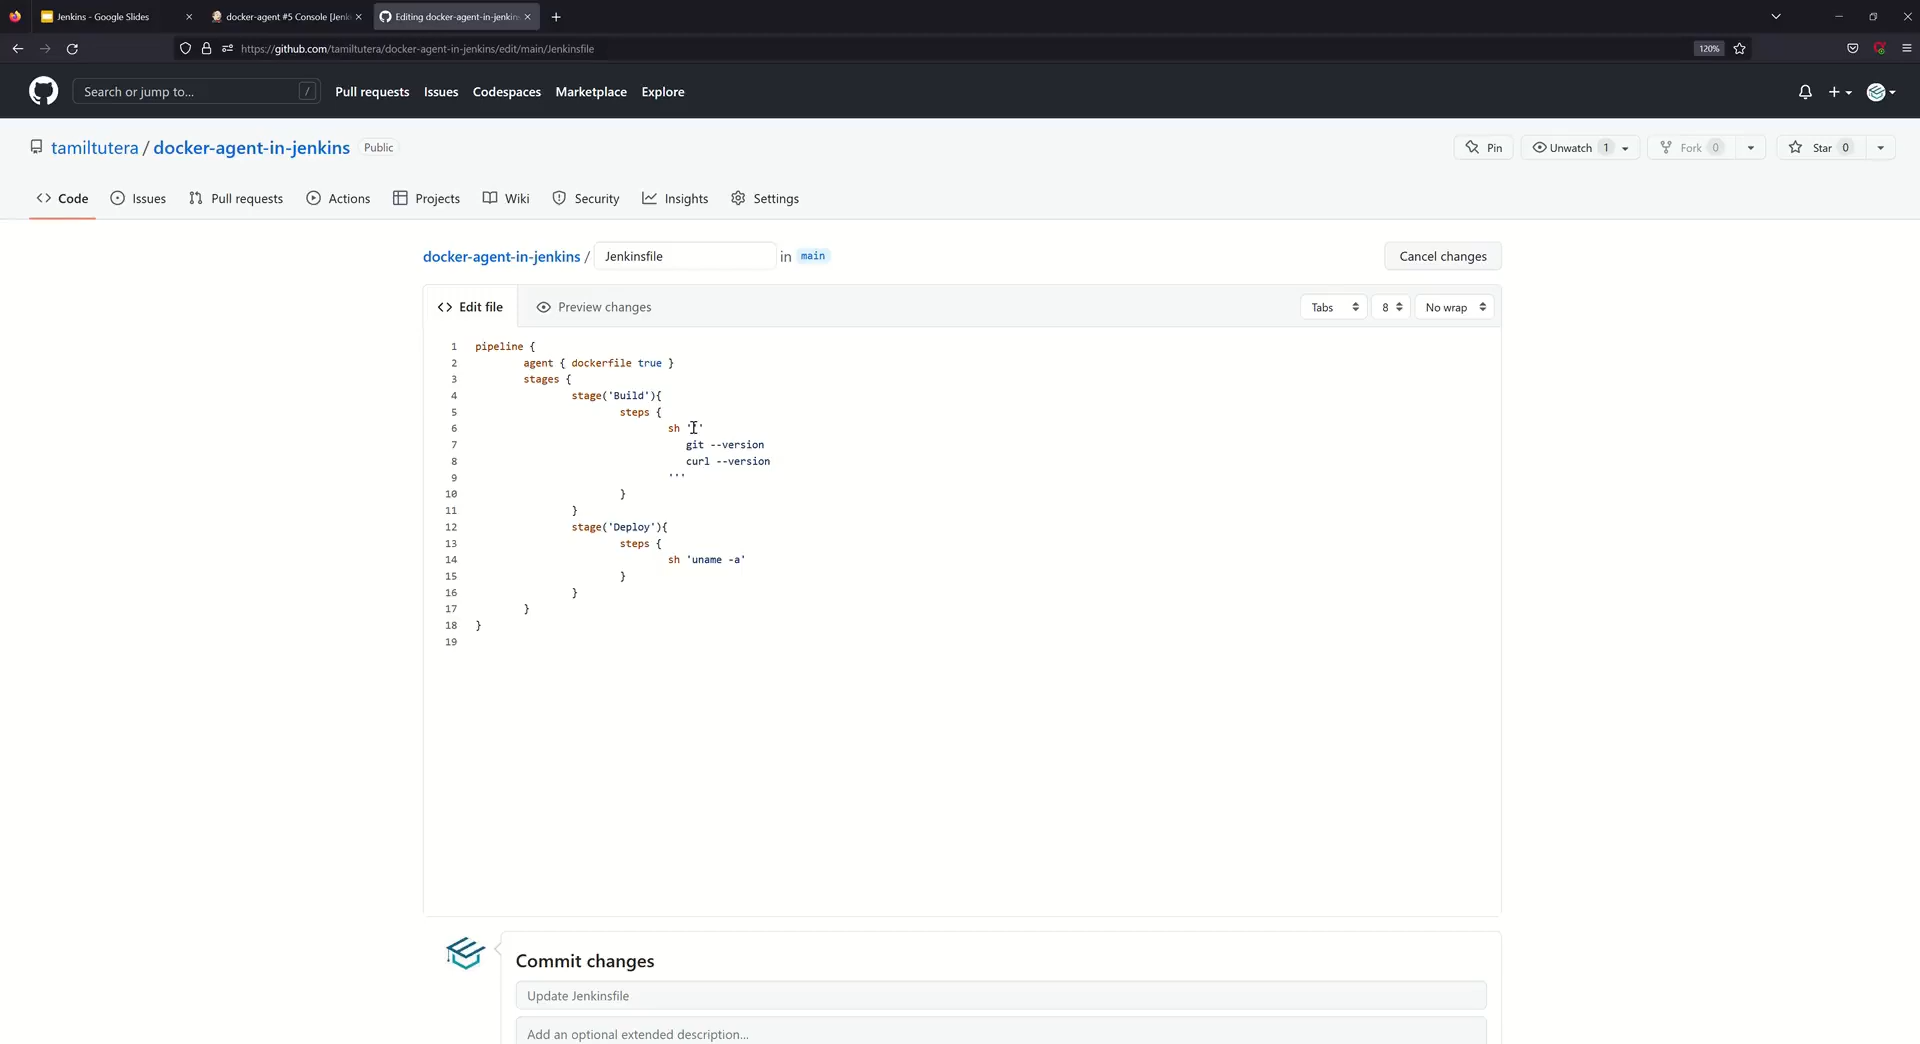 Jenkins - Google Slides
docker-agent #5 Console [Jenk
Editing docker-agent-in-jenkins
https://github.com/tamiltutera/docker-agent-in-jenkins/edit/main/Jenkinsfile
120%
Search or jump to...
/
Pull requests
Issues
Codespaces
Marketplace
Explore
tamiltutera / docker-agent-in-jenkins
Public
Pin
Unwatch 1
Fork 0
Star 0
Code
Issues
Pull requests
Actions
Projects
Wiki
Security
Insights
Settings
docker-agent-in-jenkins / Jenkinsfile in main
Cancel changes
<> Edit file
Preview changes
Tabs
8
No wrap
1 pipeline {
2 agent { dockerfile true }
3 stages {
4 stage('Build'){
5 steps {
6 sh '''
7 git --version
8 curl --version
9 '''
10 }
11 }
12 stage('Deploy'){
13 steps {
14 sh 'uname -a'
15 }
16 }
17 }
18 }
19
Commit changes
Update Jenkinsfile
Add an optional extended description...